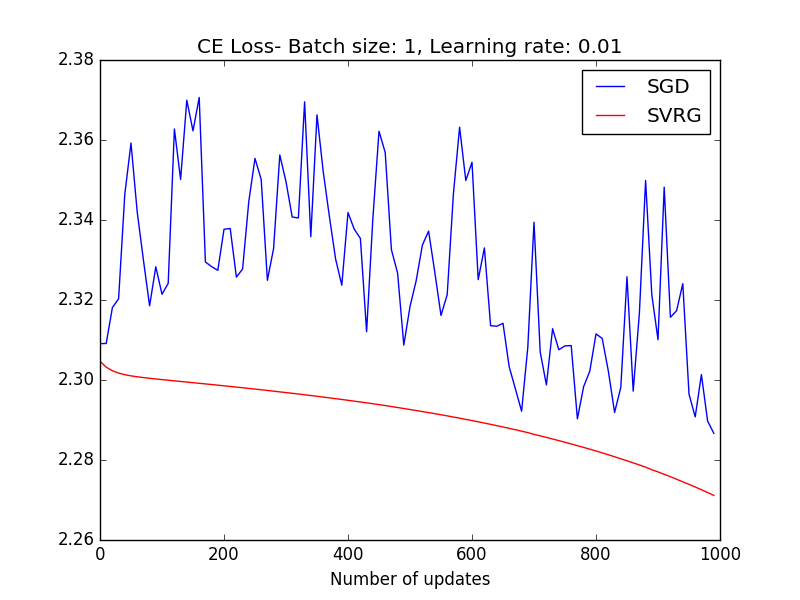 CE Loss- Batch size: 1, Learning rate: 0.01
SGD
SVRG
2.38
2.36
2.34
2.32
2.30
2.28
2.26
0 200 400 600 800 1000
Number of updates